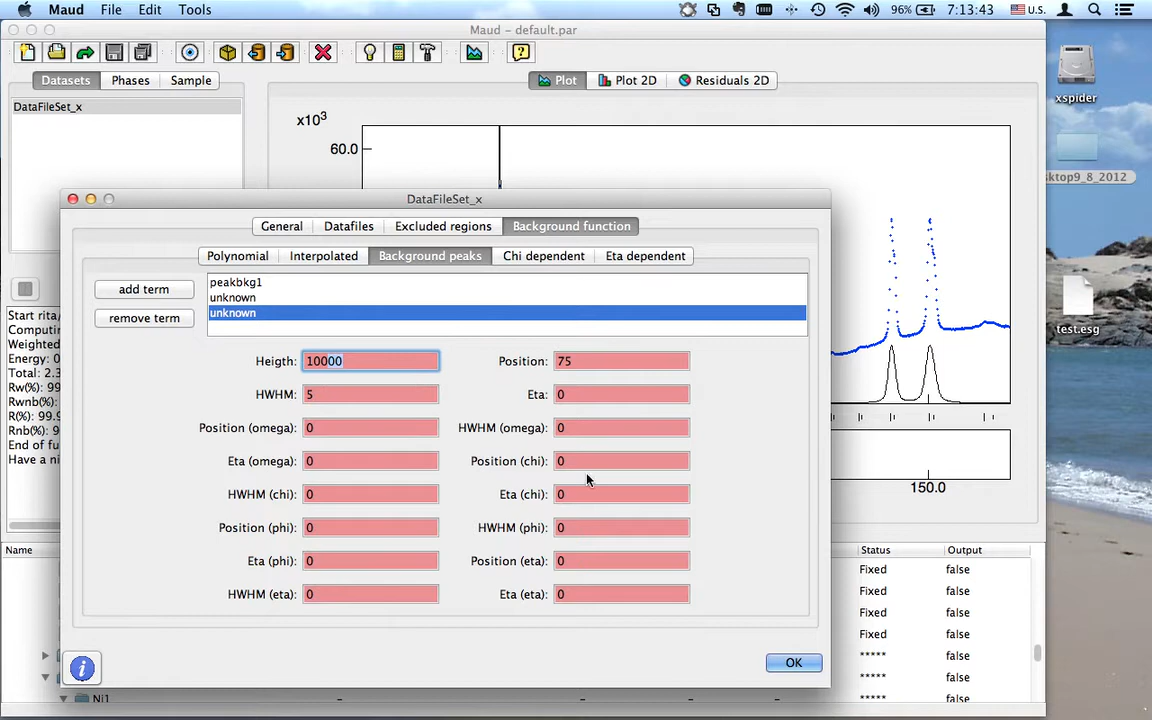 Maud File Edit Tools 96% 7:13:43 U.S.
Maud – default.par
Datasets Phases Sample Plot Plot 2D Residuals 2D
DataFileSet_x
x10³
60.0
xspider
sktop9_8_2012
DataFileSet_x
General Datafiles Excluded regions Background function
Polynomial Interpolated Background peaks Chi dependent Eta dependent
add term
remove term
peakbkg1
unknown
unknown
Heigth: 10000 Position: 75
HWHM: 5 Eta: 0
Position (omega): 0 HWHM (omega): 0
Eta (omega): 0 Position (chi): 0
HWHM (chi): 0 Eta (chi): 0
Position (phi): 0 HWHM (phi): 0
Eta (phi): 0 Position (eta): 0
HWHM (eta): 0 Eta (eta): 0
OK
Start rita/
Computin
Weighted
Energy: 0
Total: 2.3
Rw(%): 99.
Rwnb(%):
R(%): 99.9
Rnb(%): 9
End of fu
Have a ni
150.0
test.esg
Name Status Output
Fixed false
Fixed false
Fixed false
Fixed false
***** false
***** false
Ni1 – – ***** false